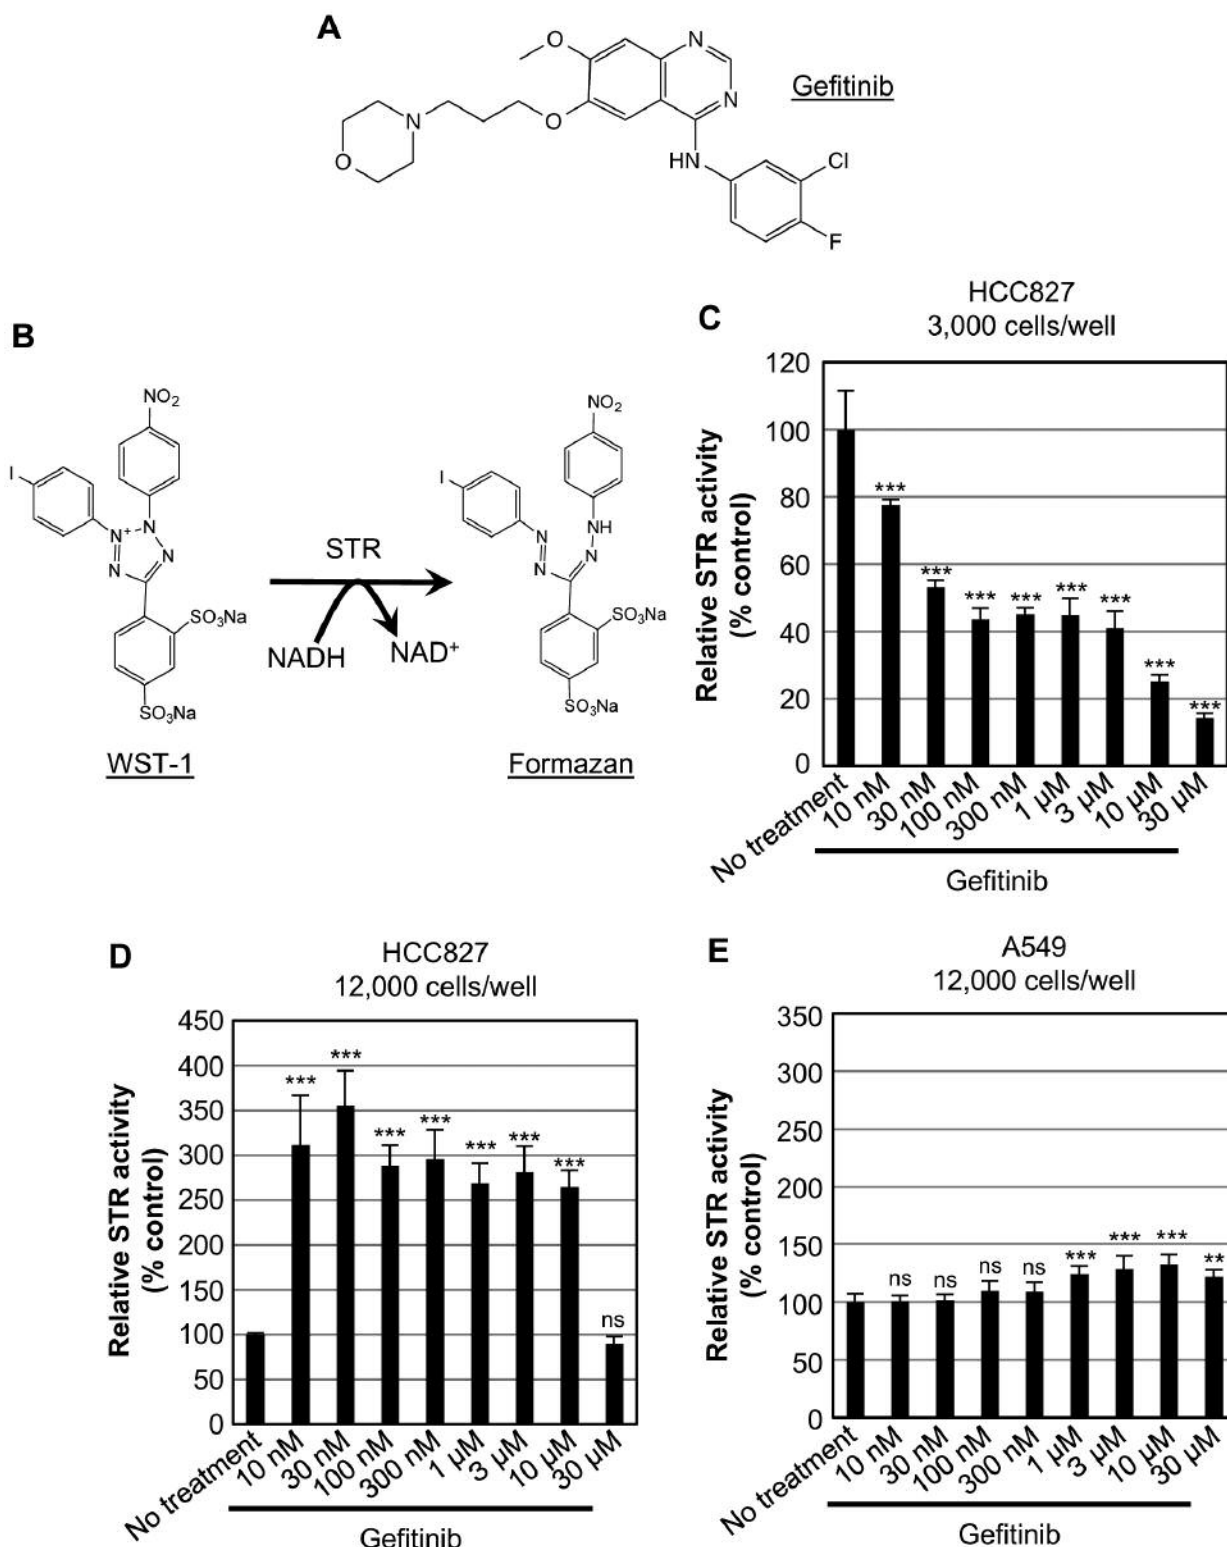 A
Gefitinib
O
N
N
N
O
O
HN
Cl
F
B
NO₂
I
N⁺
N
N
N
SO₃Na
SO₃Na
WST-1
STR
NADH
NAD⁺
NO₂
I
N
NH
N
N
SO₃Na
SO₃Na
Formazan
C
HCC827
3,000 cells/well
Relative STR activity
(% control)
120
100
80
60
40
20
0
***
***
***
***
***
***
***
***
No treatment
10 nM
30 nM
100 nM
300 nM
1 µM
3 µM
10 µM
30 µM
Gefitinib
D
HCC827
12,000 cells/well
Relative STR activity
(% control)
450
400
350
300
250
200
150
100
50
0
***
***
***
***
***
***
***
ns
No treatment
10 nM
30 nM
100 nM
300 nM
1 µM
3 µM
10 µM
30 µM
Gefitinib
E
A549
12,000 cells/well
Relative STR activity
(% control)
350
300
250
200
150
100
50
0
ns
ns
ns
ns
***
***
***
**
No treatment
10 nM
30 nM
100 nM
300 nM
1 µM
3 µM
10 µM
30 µM
Gefitinib